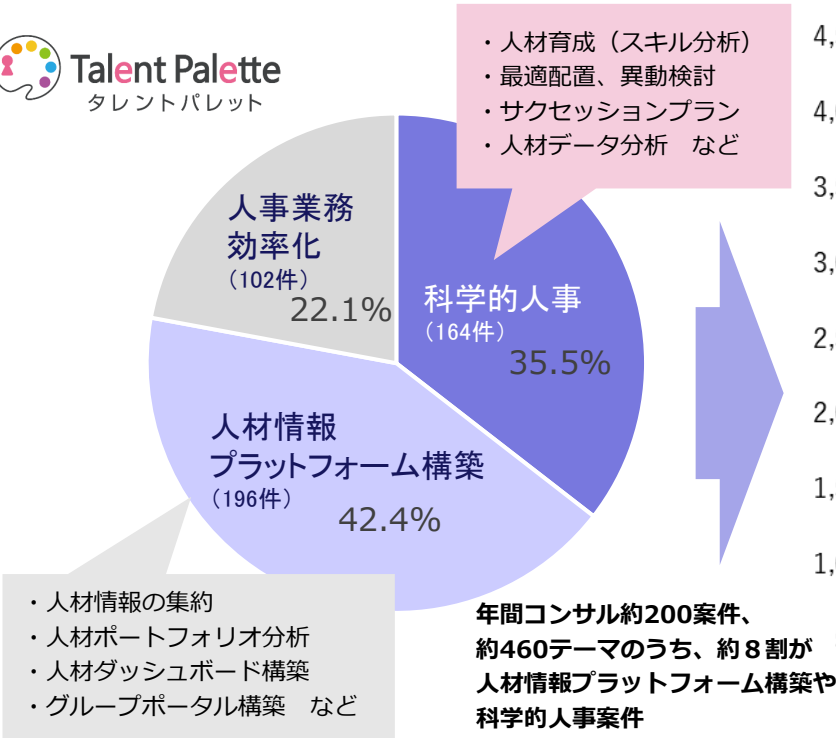 Talent Palette
タレントパレット
・人材育成（スキル分析）
・最適配置、異動検討
・サクセッションプラン
・人材データ分析　など
人事業務
効率化
（102件）
22.1%
科学的人事
（164件）
35.5%
人材情報
プラットフォーム構築
（196件）
42.4%
・人材情報の集約
・人材ポートフォリオ分析
・人材ダッシュボード構築
・グループポータル構築　など
年間コンサル約200案件、
約460テーマのうち、約８割が
人材情報プラットフォーム構築や
科学的人事案件